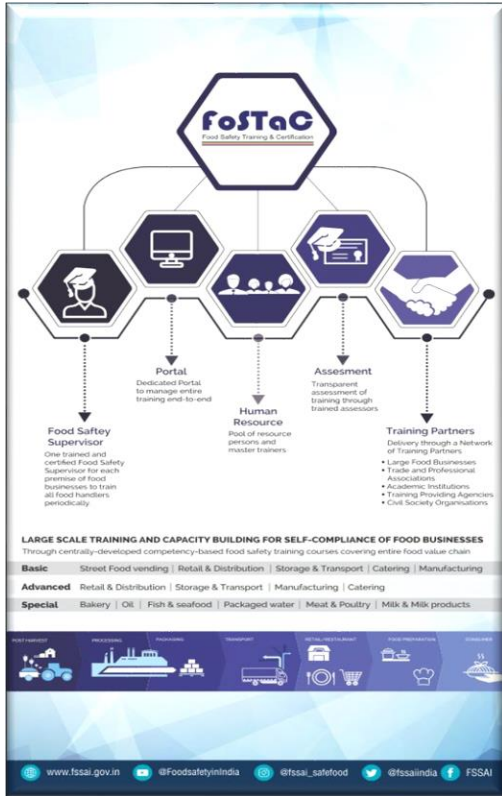 FoSTaC
Food Safety Training & Certification
Portal
Dedicated Portal
to manage entire
training end-to-end
Assesment
Transparent
assessment of
training through
trained assessors
Human
Resource
Pool of resource
persons and
master trainers
Food Saftey
Supervisor
One trained and
certified Food Safety
Supervisor for each
premise of food
businesses to train
all food handlers
periodically
Training Partners
Delivery through a Network
of Training Partners
• Large Food Businesses
• Trade and Professional
Associations
• Academic Institutions
• Training Providing Agencies
• Civil Society Organisations
LARGE SCALE TRAINING AND CAPACITY BUILDING FOR SELF-COMPLIANCE OF FOOD BUSINESSES
Through centrally-developed competency-based food safety training courses covering entire food value chain
Basic Street Food vending | Retail & Distribution | Storage & Transport | Catering | Manufacturing
Advanced Retail & Distribution | Storage & Transport | Manufacturing | Catering
Special Bakery | Oil | Fish & seafood | Packaged water | Meat & Poultry | Milk & Milk products
POST HARVEST PROCESSING PACKAGING TRANSPORT RETAIL/RESTAURANT FOOD PREPARATION CONSUMER
www.fssai.gov.in @FoodsafetyinIndia @fssai_safefood @fssaiindia FSSAI